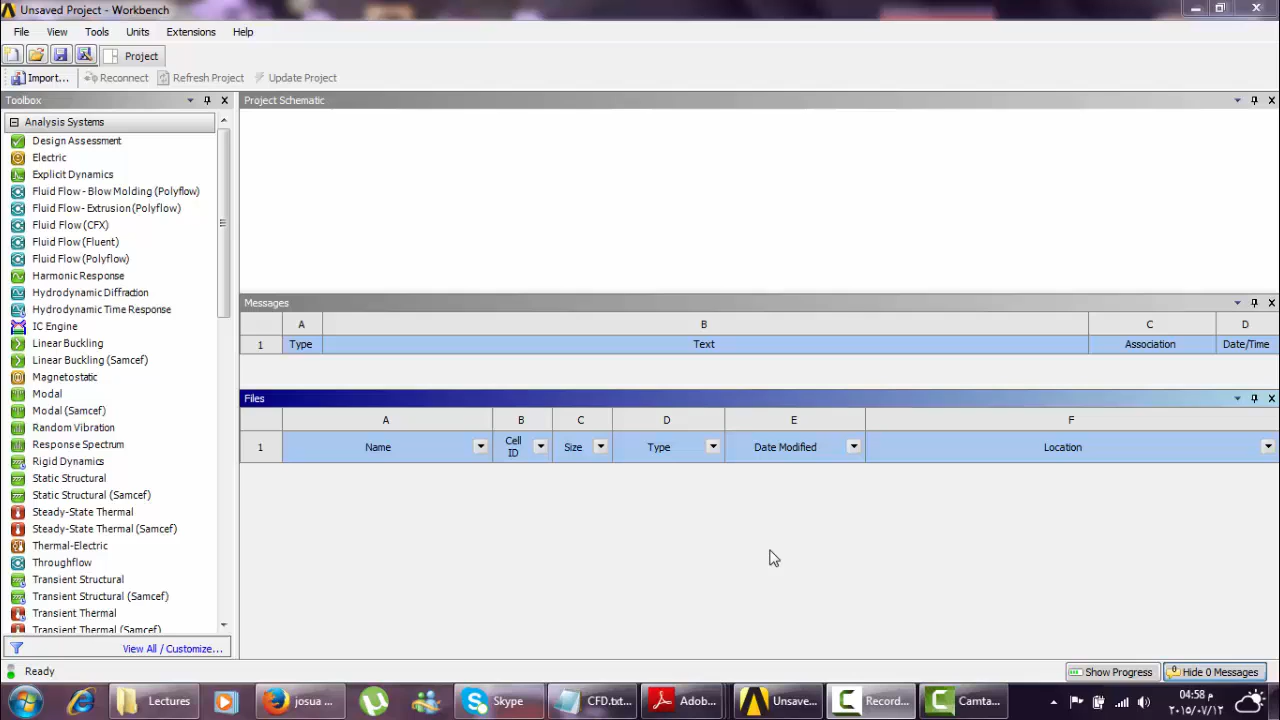 Unsaved Project - Workbench
File View Tools Units Extensions Help
Project
Import... Reconnect Refresh Project Update Project
Toolbox
Project Schematic
Analysis Systems
Design Assessment
Electric
Explicit Dynamics
Fluid Flow - Blow Molding (Polyflow)
Fluid Flow- Extrusion (Polyflow)
Fluid Flow (CFX)
Fluid Flow (Fluent)
Fluid Flow (Polyflow)
Harmonic Response
Hydrodynamic Diffraction
Hydrodynamic Time Response
IC Engine
Linear Buckling
Linear Buckling (Samcef)
Magnetostatic
Modal
Modal (Samcef)
Random Vibration
Response Spectrum
Rigid Dynamics
Static Structural
Static Structural (Samcef)
Steady-State Thermal
Steady-State Thermal (Samcef)
Thermal-Electric
Throughflow
Transient Structural
Transient Structural (Samcef)
Transient Thermal
Transient Thermal (Samcef)
View All / Customize...
Messages
A B C D
1 Type Text Association Date/Time
Files
A B C D E F
1 Name Cell ID Size Type Date Modified Location
Ready
Show Progress Hide 0 Messages
Lectures josua ... Skype CFD.txt... Adob... Unsave... Record... Camta...
04:58 م
٢٠١٥/٠٧/١٢